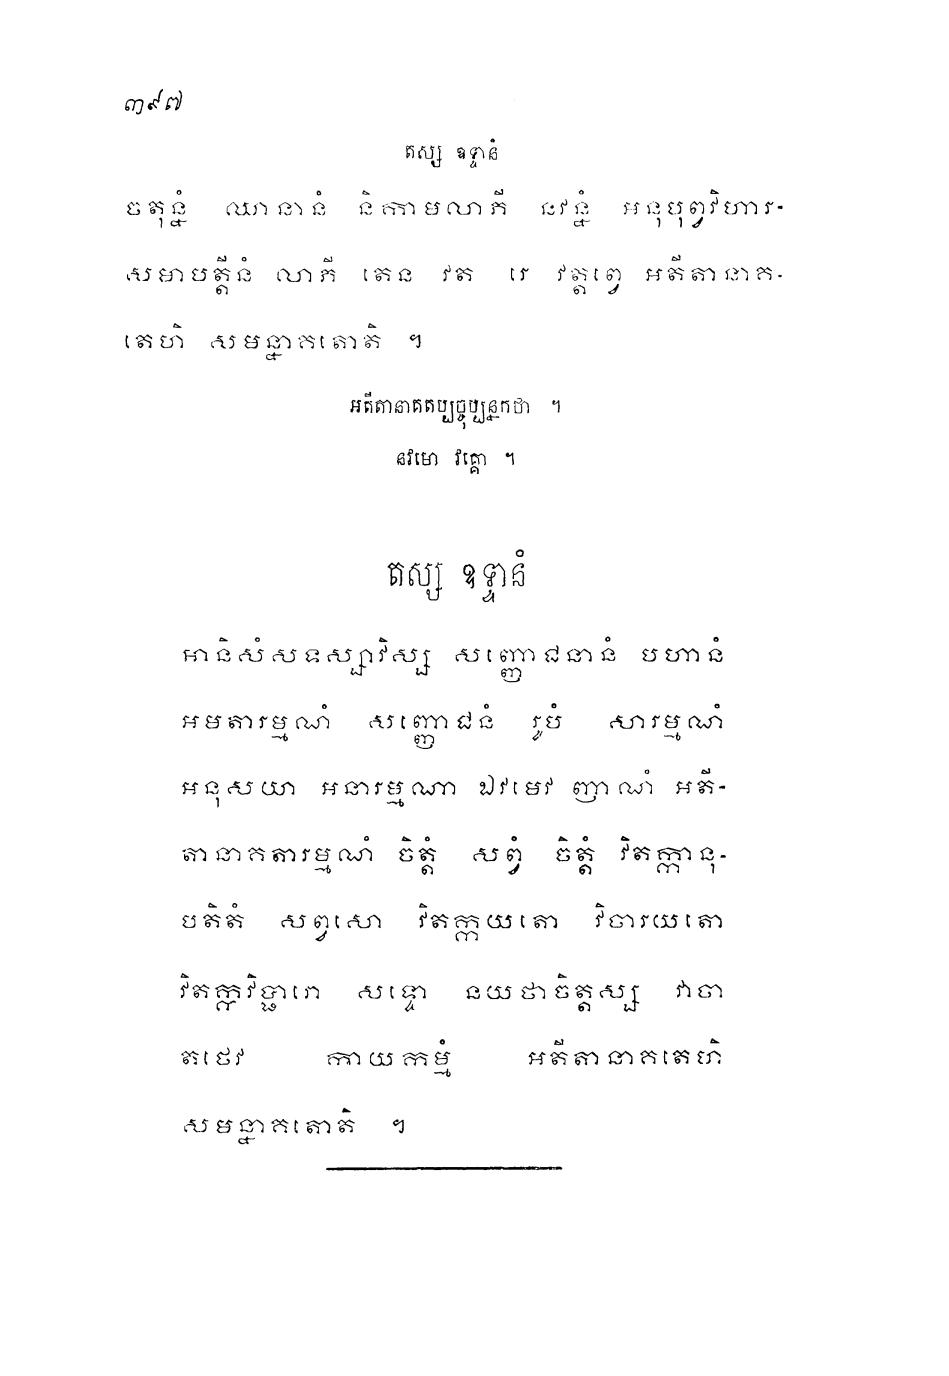 ៣៩៧
តស្ស ឧទ្ទានំ
ចតុន្នំ ឈានានំ និកាមលាភី នវន្នំ អនុបុព្វវិហារ-
សមាបត្តីនំ លាភី តេន វត រេ វត្តព្វេ អតីតានាគ-
តេហិ សមន្នាគតោតិ ។
អតីតានាគតប្បច្ចុប្បន្នកថា ។
នវមោ វគ្គោ ។
តស្ស ឧទ្ទានំ
អានិសំសទស្សាវិស្ស សញ្ញោជនានំ បហានំ
អមតារម្មណំ សញ្ញោជនំ រូបំ សារម្មណំ
អនុសយា អនារម្មណា ឯវមេវ ញាណំ អតី-
តានាគតារម្មណំ ចិត្តំ សព្វំ ចិត្តំ វិតក្កានុ-
បតិតំ សព្វសោ វិតក្កយតោ វិចារយតោ
វិតក្កវិប្ផារោ សទ្ទោ នយថាចិត្តស្ស វាចា
តថេវ កាយកម្មំ អតីតានាគតេហិ
សមន្នាគតោតិ ។